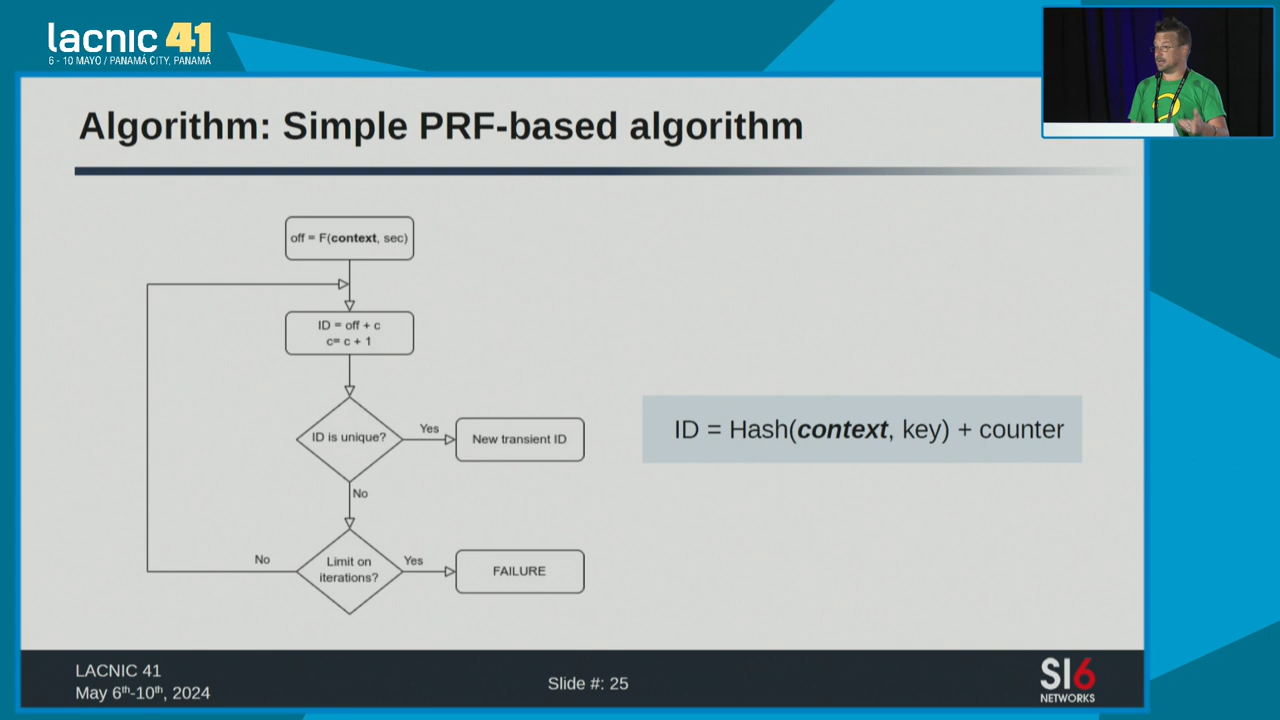 lacnic 41
6 - 10 MAYO / PANAMÁ CITY, PANAMÁ
Algorithm: Simple PRF-based algorithm
off = F(context, sec)
ID = off + c
c= c + 1
ID is unique?
Yes
New transient ID
No
Limit on
iterations?
Yes
No
FAILURE
ID = Hash(context, key) + counter
LACNIC 41
May 6th-10th, 2024
Slide #: 25
SI6
NETWORKS